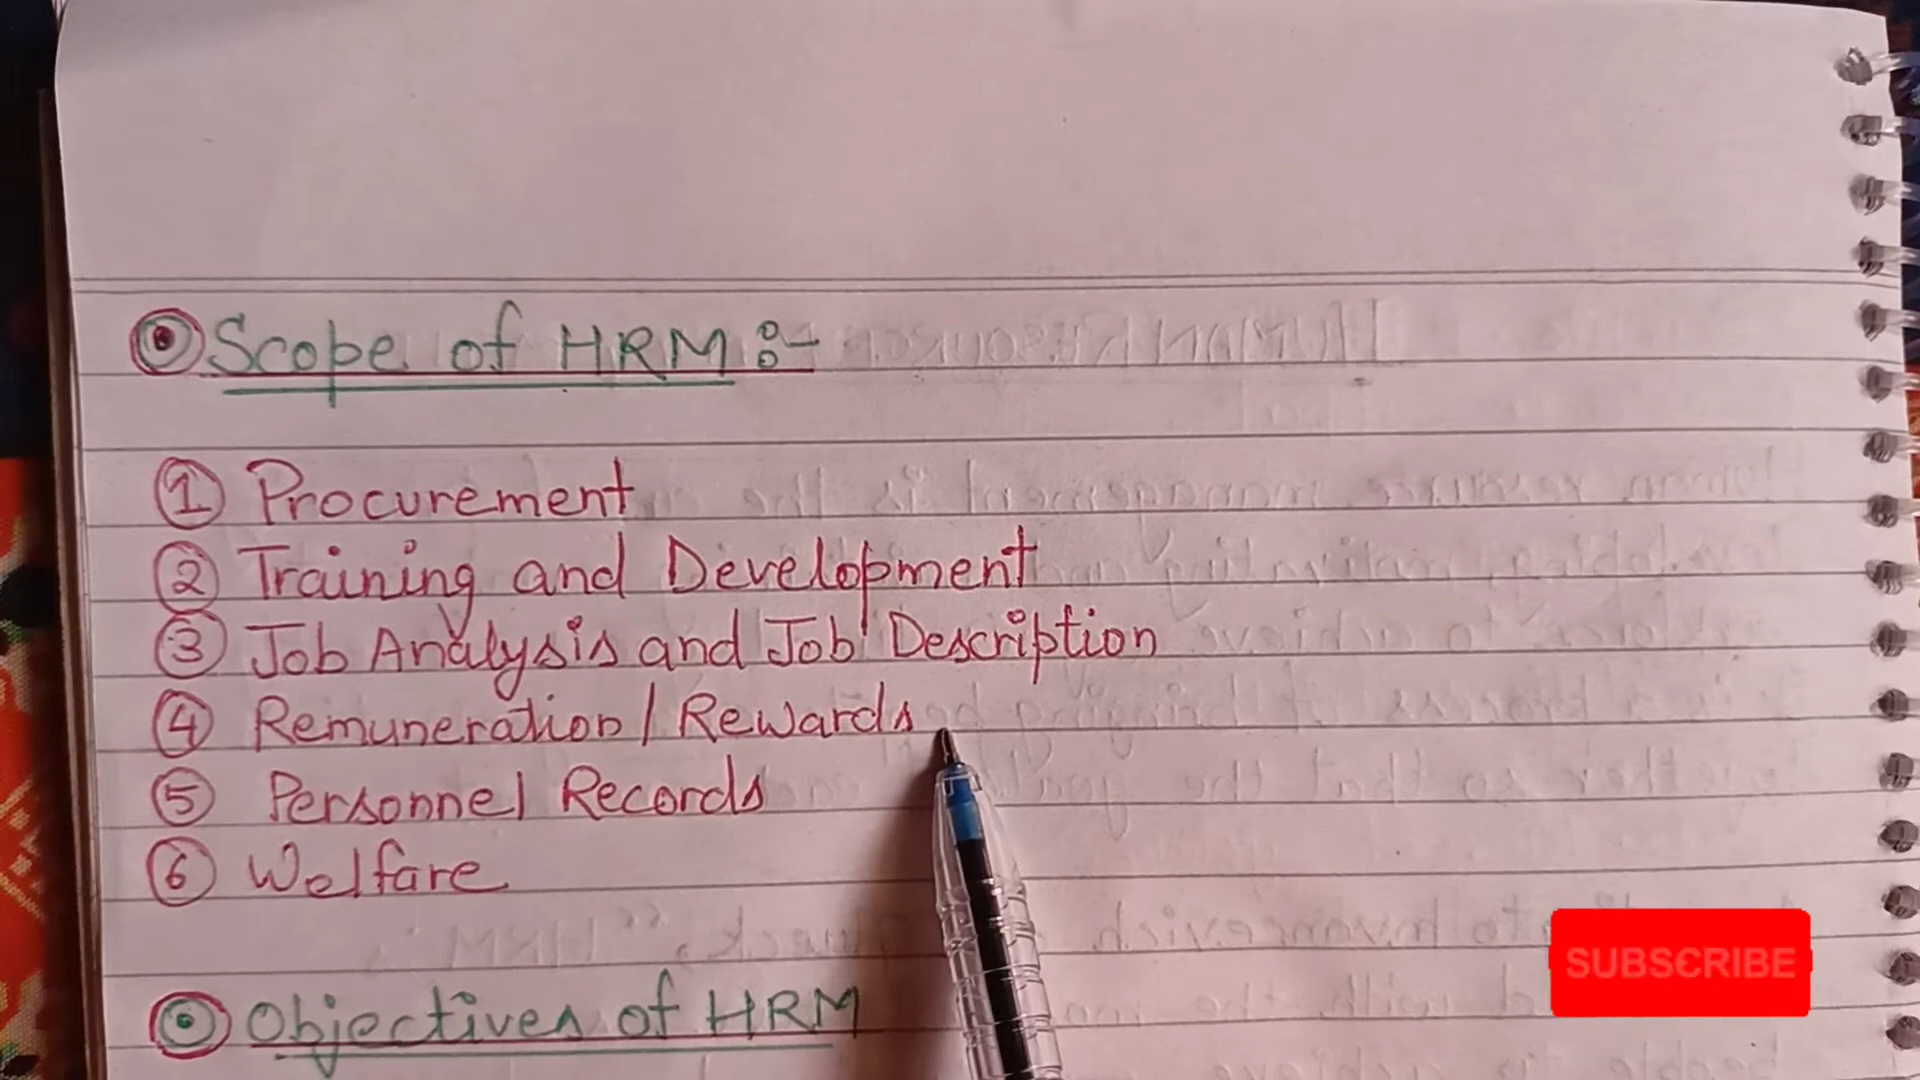 Scope of HRM :-
① Procurement
② Training and Development
③ Job Analysis and Job Description
④ Remuneration / Rewards
⑤ Personnel Records
⑥ Welfare
Objectives of HRM
SUBSCRIBE